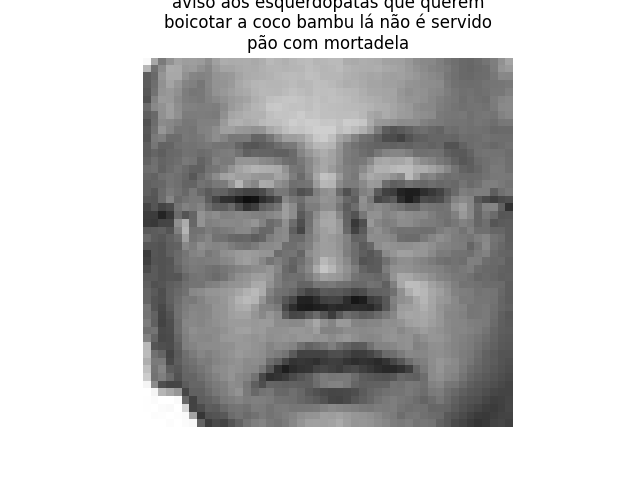 aviso aos esquerdopatas que querem
boicotar a coco bambu lá não é servido
pão com mortadela